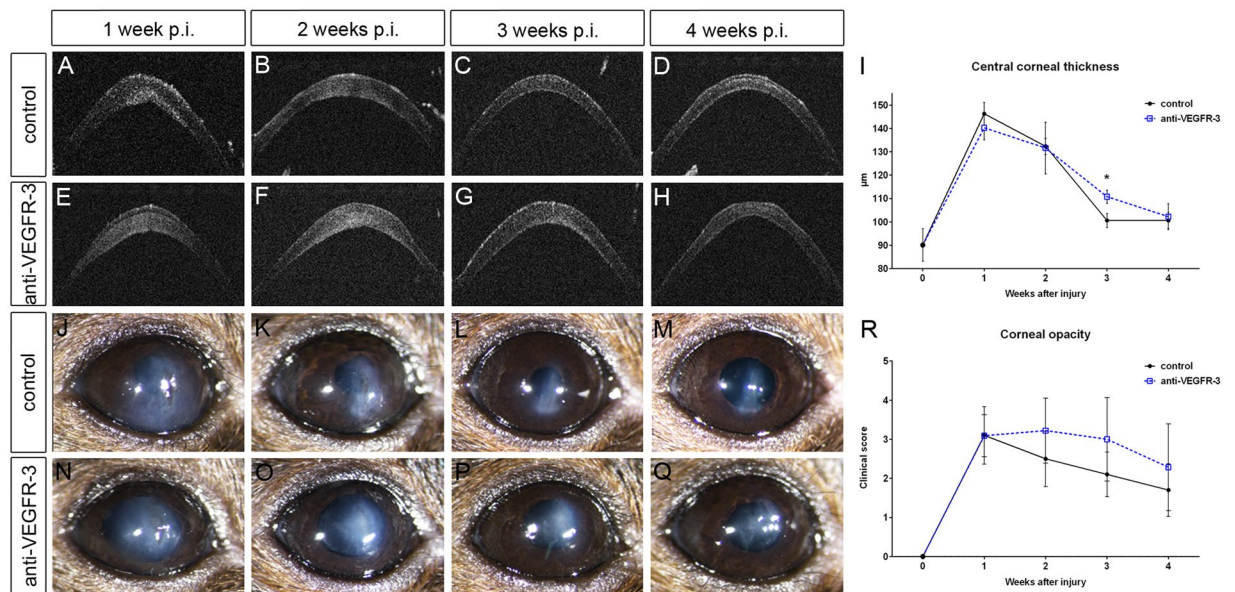 1 week p.i.
2 weeks p.i.
3 weeks p.i.
4 weeks p.i.
control
A
B
C
D
anti-VEGFR-3
E
F
G
H
control
J
K
L
M
anti-VEGFR-3
N
O
P
Q
I
Central corneal thickness
control
anti-VEGFR-3
µm
150
140
130
120
110
100
90
80
*
0 1 2 3 4
Weeks after injury
R
Corneal opacity
control
anti-VEGFR-3
Clinical score
5
4
3
2
1
0
0 1 2 3 4
Weeks after injury